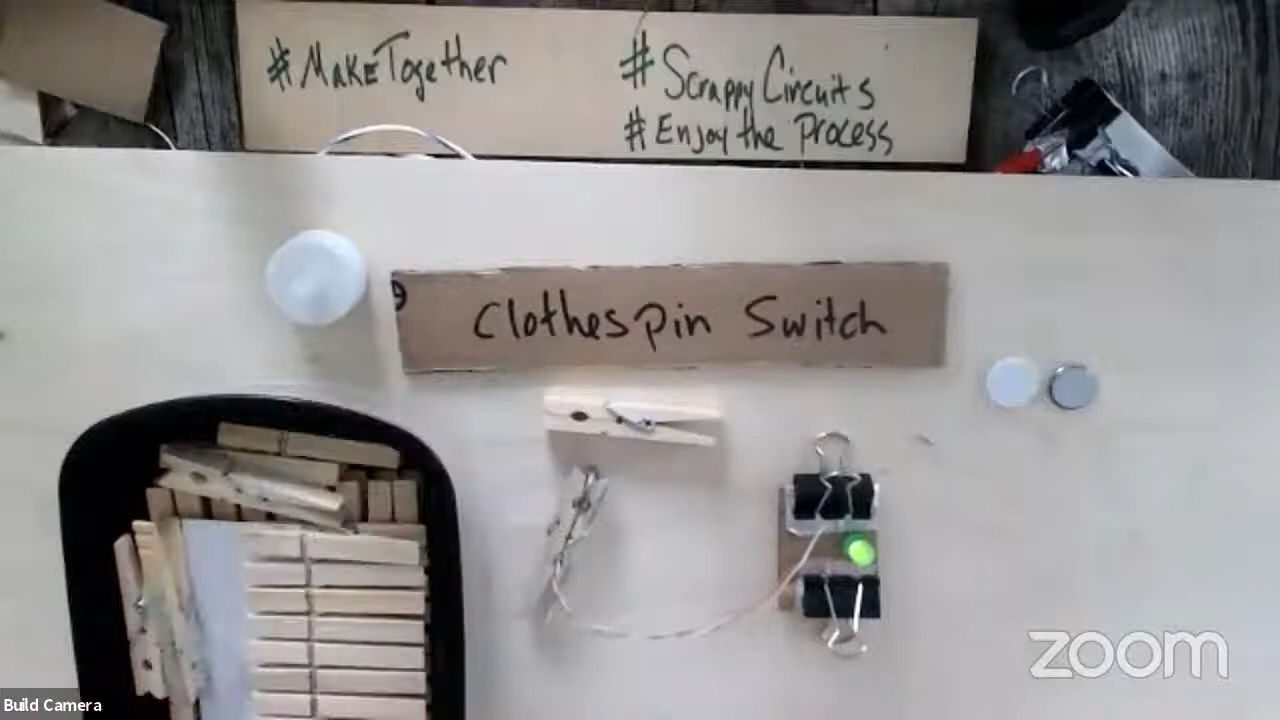 #MakeTogether
#ScrappyCircuits
#Enjoy the Process
Clothespin Switch
zoom
Build Camera